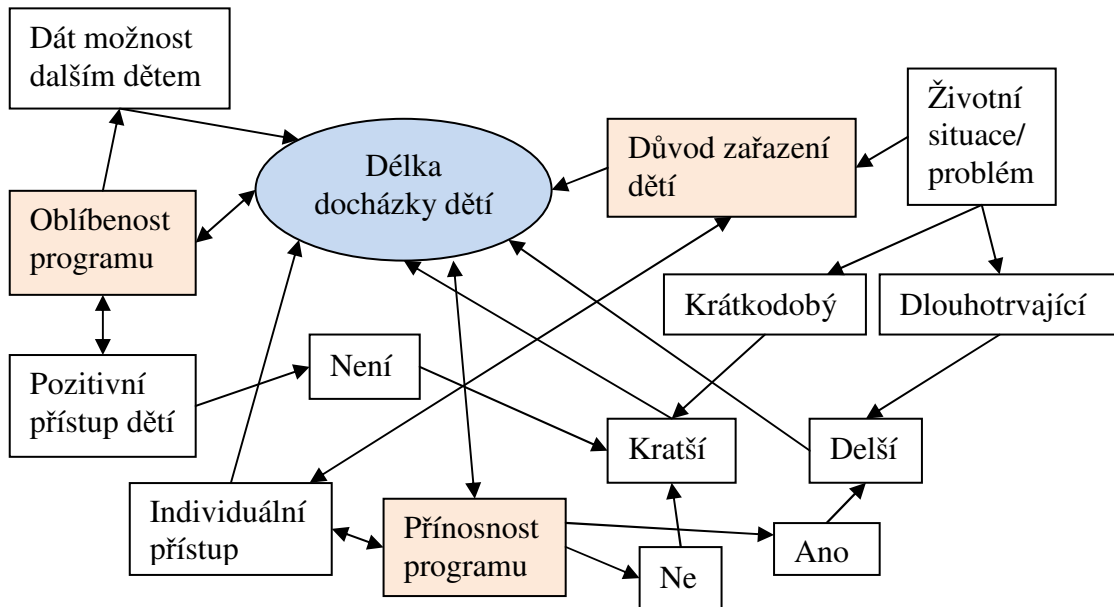 Dát možnost
dalším dětem
Životní
situace/
problém
Důvod zařazení
dětí
Délka
docházky dětí
Oblíbenost
programu
Krátkodobý
Dlouhotrvající
Není
Pozitivní
přístup dětí
Kratší
Delší
Individuální
přístup
Přínosnost
programu
Ano
Ne